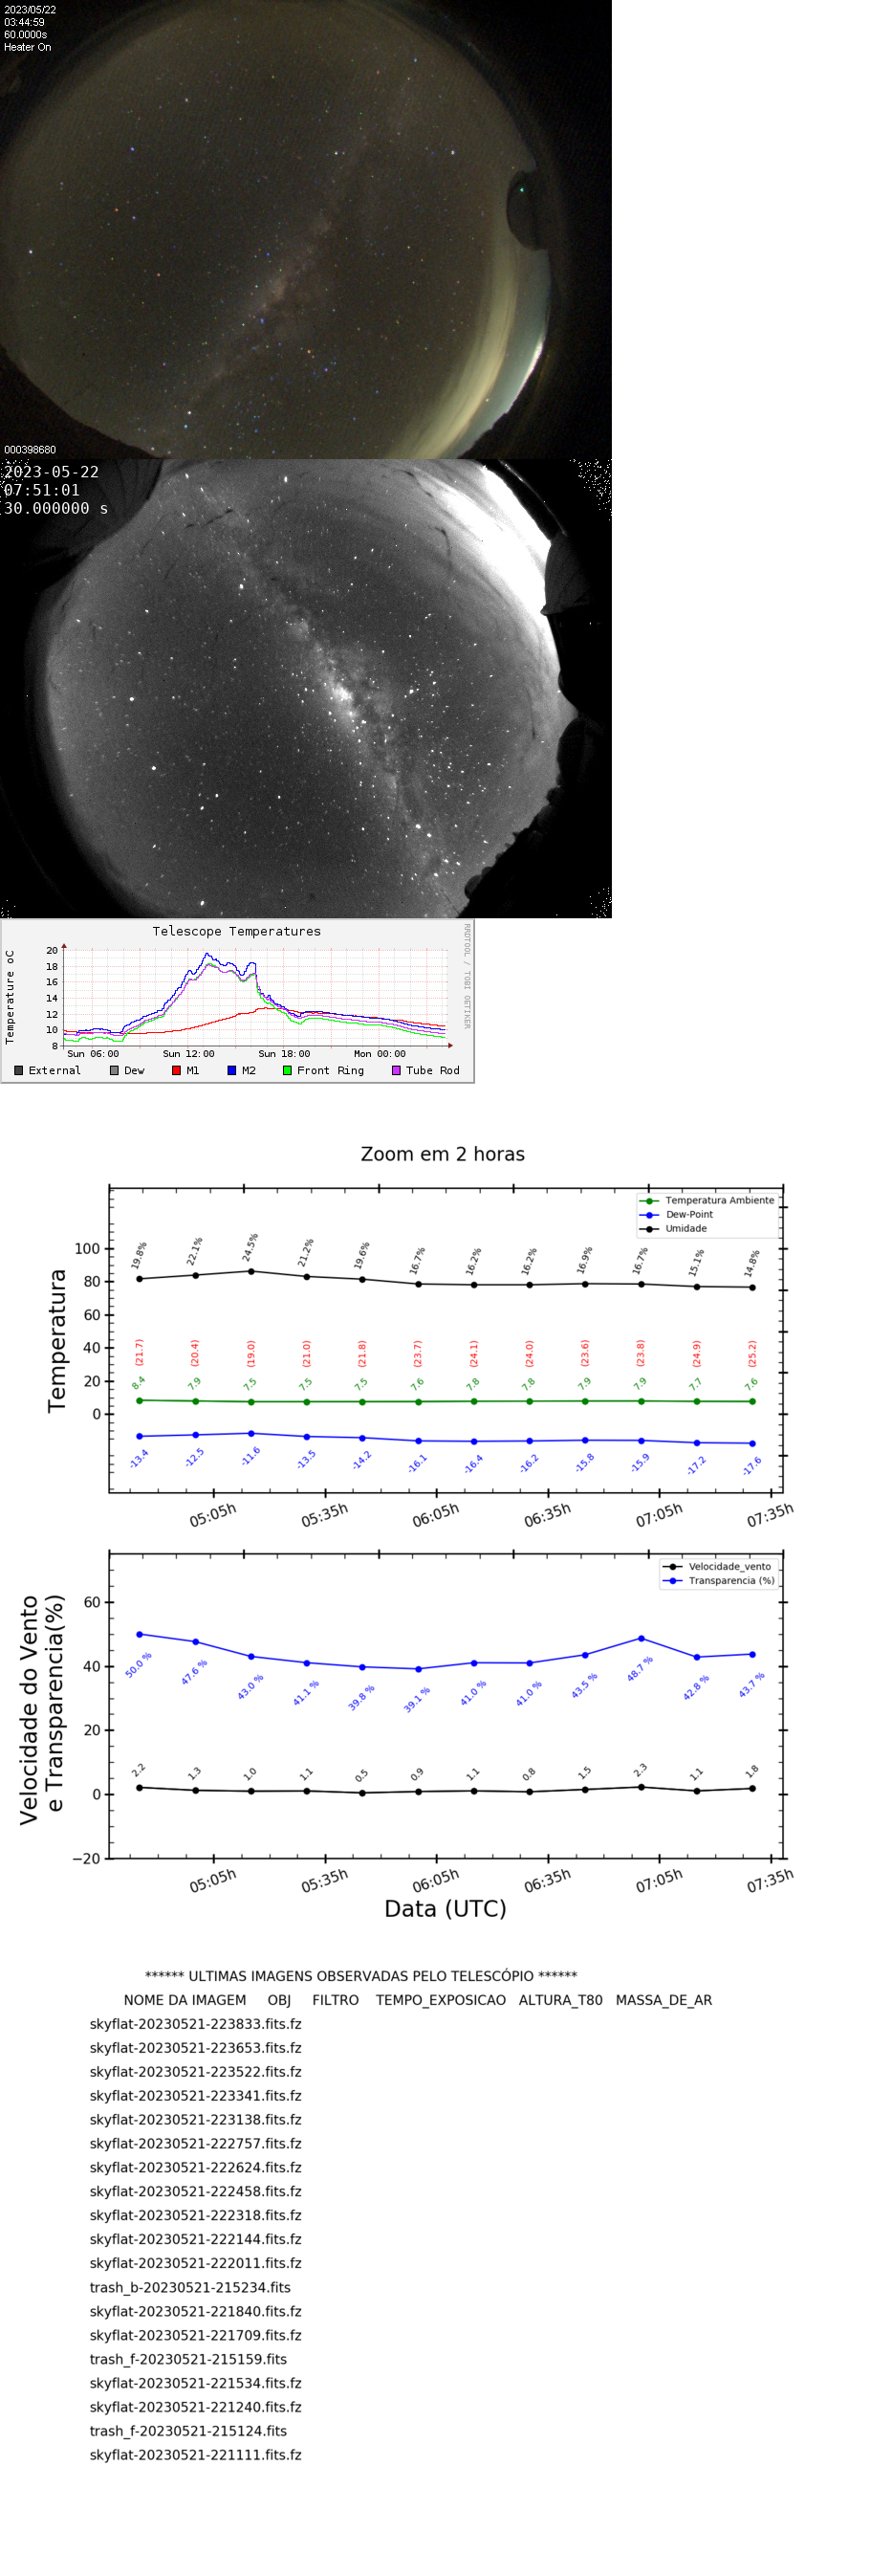 2023/05/22
03:44:59
60.0000s
Heater On
000398680
2023-05-22
07:51:01
30.000000 s
Telescope Temperatures
RRDTOOL / TOBI OETIKER
Temperature oC
20
18
16
14
12
10
8
Sun 06:00 Sun 12:00 Sun 18:00 Mon 00:00
External Dew M1 M2 Front Ring Tube Rod
Zoom em 2 horas
Temperatura Ambiente
Dew-Point
Umidade
Temperatura
100
80
60
40
20
0
19.8% 22.1% 24.5% 21.2% 19.6% 16.7% 16.2% 16.2% 16.9% 16.7% 15.1% 14.8%
(21.7) (20.4) (19.0) (21.0) (21.8) (23.7) (24.1) (24.0) (23.6) (23.8) (24.9) (25.2)
8.4 7.9 7.5 7.5 7.5 7.6 7.8 7.8 7.9 7.9 7.7 7.6
-13.4 -12.5 -11.6 -13.5 -14.2 -16.1 -16.4 -16.2 -15.8 -15.9 -17.2 -17.6
05:05h 05:35h 06:05h 06:35h 07:05h 07:35h
Velocidade_vento
Transparencia (%)
Velocidade do Vento
e Transparencia(%)
60
40
20
0
−20
50.0 % 47.6 % 43.0 % 41.1 % 39.8 % 39.1 % 41.0 % 41.0 % 43.5 % 48.7 % 42.8 % 43.7 %
2.2 1.3 1.0 1.1 0.5 0.9 1.1 0.8 1.5 2.3 1.1 1.8
05:05h 05:35h 06:05h 06:35h 07:05h 07:35h
Data (UTC)
****** ULTIMAS IMAGENS OBSERVADAS PELO TELESCÓPIO ******
NOME DA IMAGEM OBJ FILTRO TEMPO_EXPOSICAO ALTURA_T80 MASSA_DE_AR
skyflat-20230521-223833.fits.fz
skyflat-20230521-223653.fits.fz
skyflat-20230521-223522.fits.fz
skyflat-20230521-223341.fits.fz
skyflat-20230521-223138.fits.fz
skyflat-20230521-222757.fits.fz
skyflat-20230521-222624.fits.fz
skyflat-20230521-222458.fits.fz
skyflat-20230521-222318.fits.fz
skyflat-20230521-222144.fits.fz
skyflat-20230521-222011.fits.fz
trash_b-20230521-215234.fits
skyflat-20230521-221840.fits.fz
skyflat-20230521-221709.fits.fz
trash_f-20230521-215159.fits
skyflat-20230521-221534.fits.fz
skyflat-20230521-221240.fits.fz
trash_f-20230521-215124.fits
skyflat-20230521-221111.fits.fz